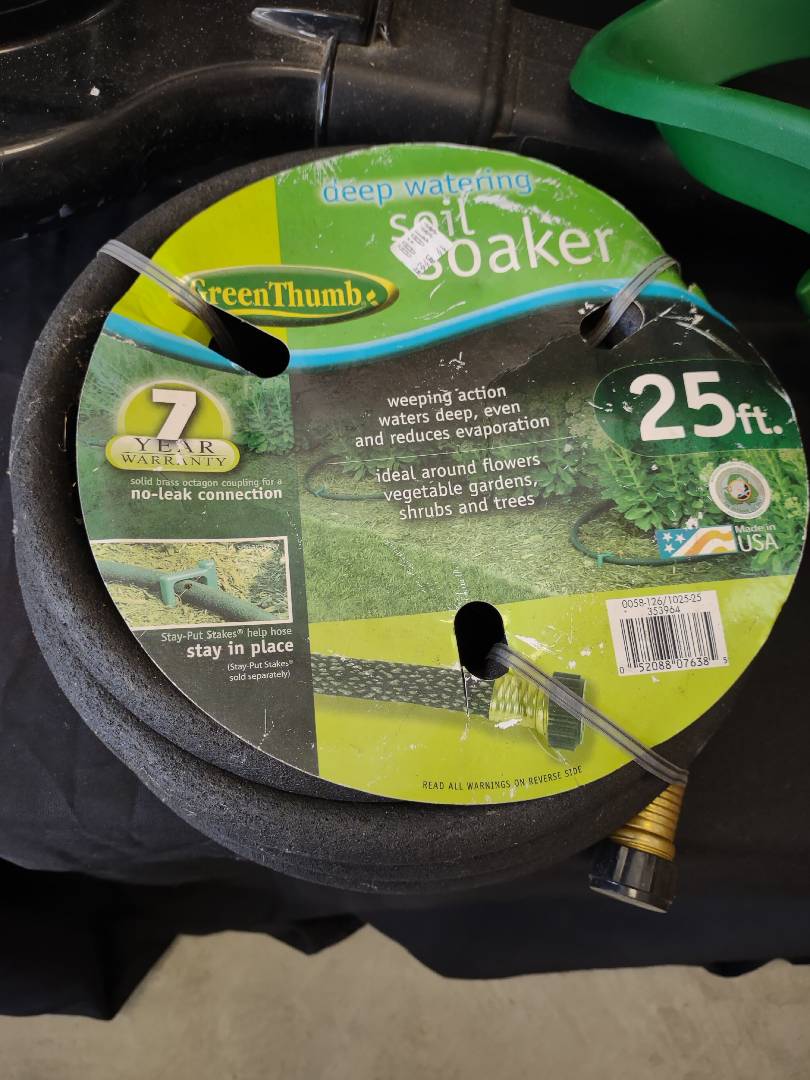 deep watering
soil
soaker
GreenThumb
7
YEAR
WARRANTY
solid brass octagon coupling for a
no-leak connection
weeping action
waters deep, even
and reduces evaporation
ideal around flowers
vegetable gardens,
shrubs and trees
25ft.
Made in
USA
Stay-Put Stakes® help hose
stay in place
(Stay-Put Stakes®
sold separately)
0058-126/1025-25
353964
0 52088 07638 5
READ ALL WARNINGS ON REVERSE SIDE